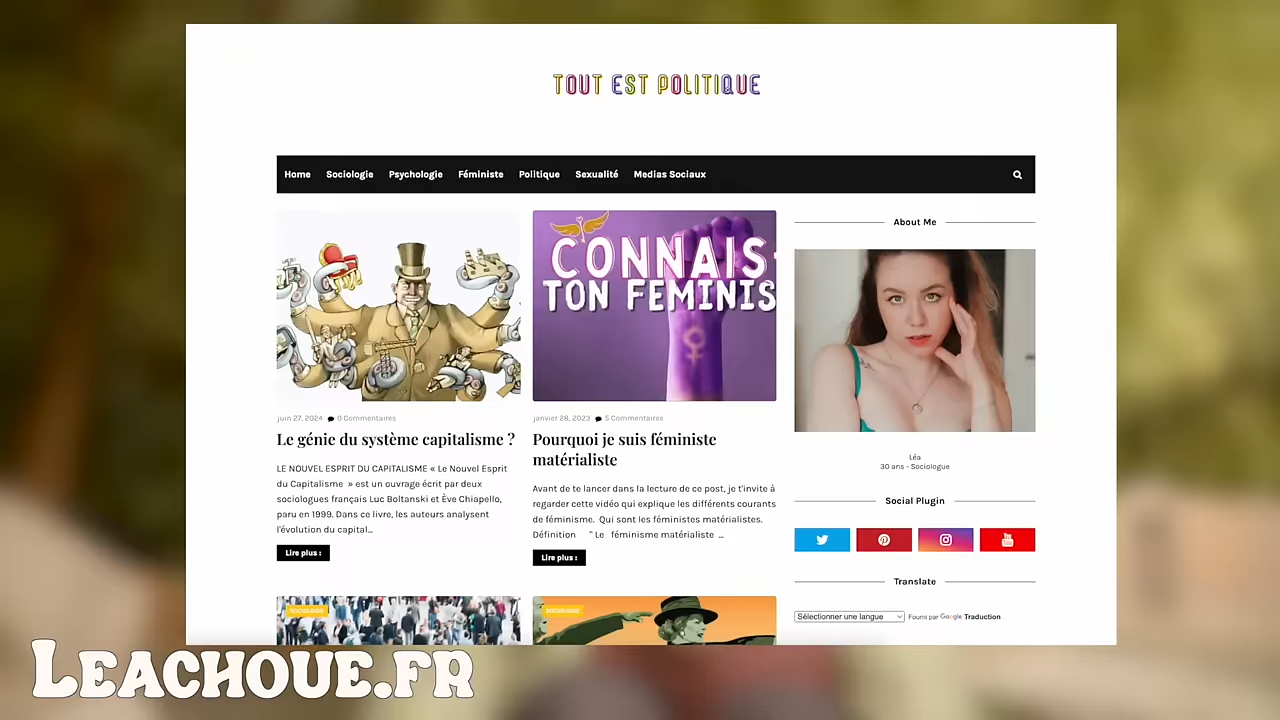 TOUT EST POLITIQUE
Home Sociologie Psychologie Féministe Politique Sexualité Medias Sociaux
CONNAIS-
TON FEMINIS
juin 27, 2024 0 Commentaires
Le génie du système capitalisme ?
LE NOUVEL ESPRIT DU CAPITALISME « Le Nouvel Esprit
du Capitalisme » est un ouvrage écrit par deux
sociologues français Luc Boltanski et Ève Chiapello,
paru en 1999. Dans ce livre, les auteurs analysent
l'évolution du capital...
Lire plus :
janvier 28, 2023 5 Commentaires
Pourquoi je suis féministe
matérialiste
Avant de te lancer dans la lecture de ce post, je t'invite à
regarder cette vidéo qui explique les différents courants
de féminisme. Qui sont les féministes matérialistes.
Définition " Le féminisme matérialiste ...
Lire plus :
SOCIOLOGIE
SOCIOLOGIE
About Me
Léa
30 ans - Sociologue
Social Plugin
You Tube
Translate
Sélectionner une langue
Fourni par Google Traduction
LEACHOUE.FR